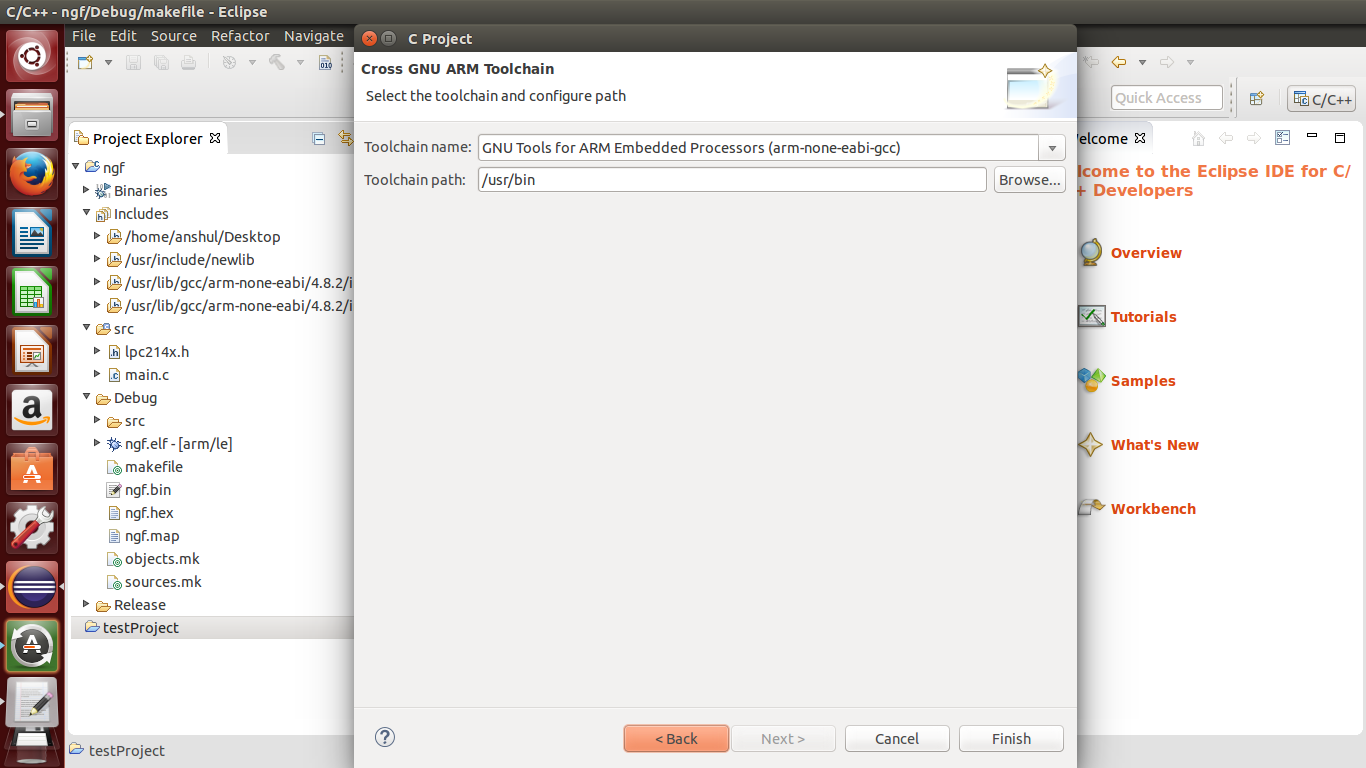 C/C++ - ngf/Debug/makefile - Eclipse
File Edit Source Refactor Navigate
C Project
Cross GNU ARM Toolchain
Select the toolchain and configure path
Quick Access
C/C++
Project Explorer
Toolchain name: GNU Tools for ARM Embedded Processors (arm-none-eabi-gcc)
Toolchain path: /usr/bin Browse...
elcome
lcome to the Eclipse IDE for C/
+ Developers
Overview
Tutorials
Samples
What's New
Workbench
ngf
Binaries
Includes
/home/anshul/Desktop
/usr/include/newlib
/usr/lib/gcc/arm-none-eabi/4.8.2/i
/usr/lib/gcc/arm-none-eabi/4.8.2/i
src
lpc214x.h
main.c
Debug
src
ngf.elf - [arm/le]
makefile
ngf.bin
ngf.hex
ngf.map
objects.mk
sources.mk
Release
testProject
testProject
< Back Next > Cancel Finish